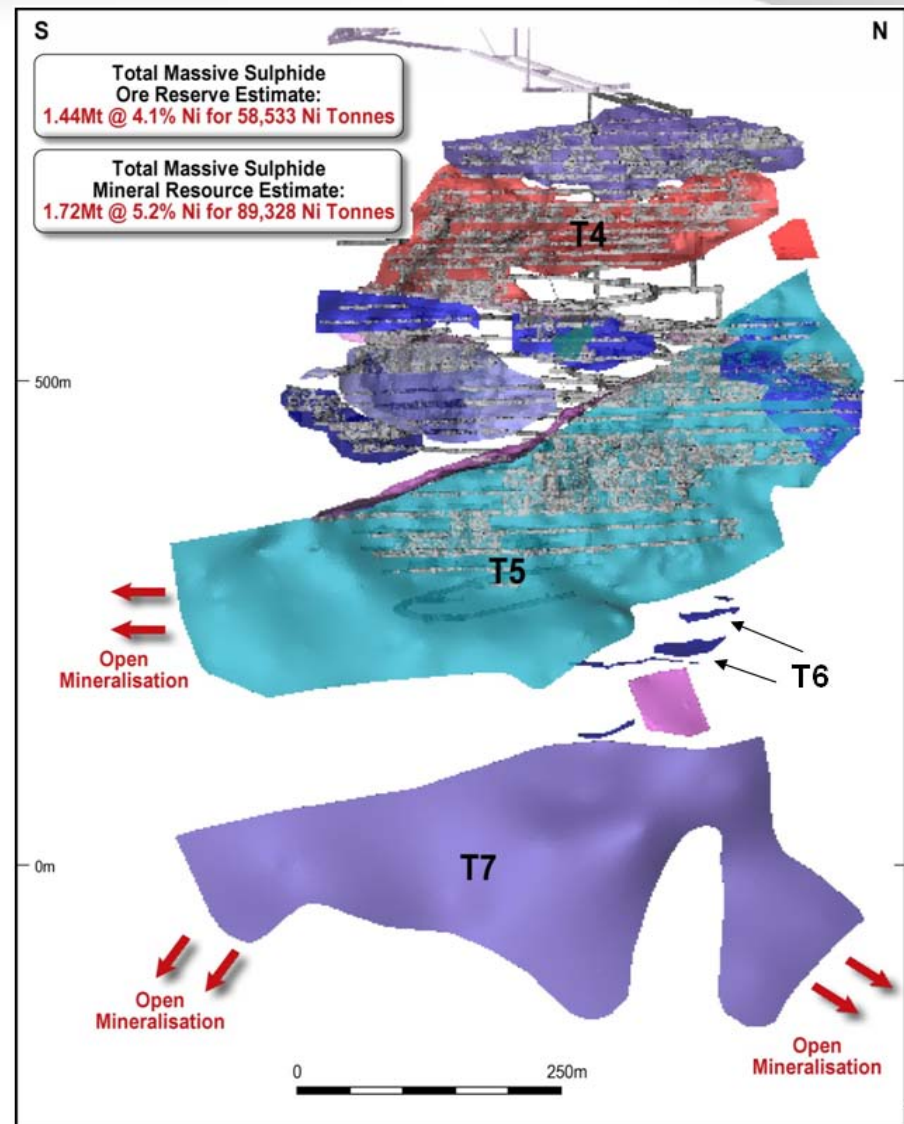 S
N
Total Massive Sulphide
Ore Reserve Estimate:
1.44Mt @ 4.1% Ni for 58,533 Ni Tonnes
Total Massive Sulphide
Mineral Resource Estimate:
1.72Mt @ 5.2% Ni for 89,328 Ni Tonnes
T4
500m
T5
Open
Mineralisation
T6
T7
0m
Open
Mineralisation
Open
Mineralisation
0
250m